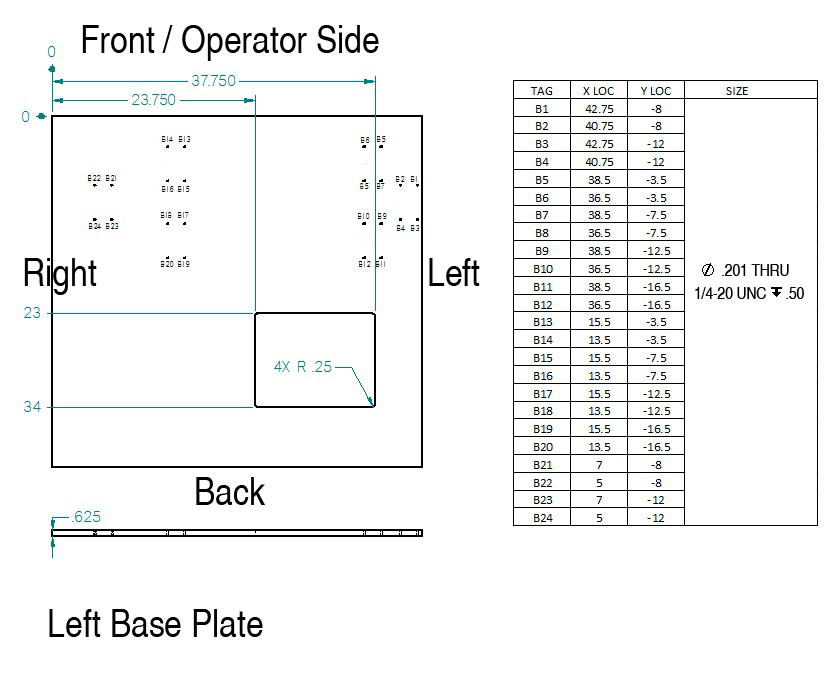 Front / Operator Side
0
37.750
23.750
0
B14 B13
B6 B5
B22 B21
B16 B15
B5 B7
B2 B1
B24 B23
B18 B17
B10 B9
B4 B3
B20 B19
B12 B11
Right
Left
23
4X R .25
34
Back
.625
Left Base Plate
TAG X LOC Y LOC SIZE
B1 42.75 -8
B2 40.75 -8
B3 42.75 -12
B4 40.75 -12
B5 38.5 -3.5
B6 36.5 -3.5
B7 38.5 -7.5
B8 36.5 -7.5
B9 38.5 -12.5
B10 36.5 -12.5
B11 38.5 -16.5
B12 36.5 -16.5
B13 15.5 -3.5
B14 13.5 -3.5
B15 15.5 -7.5
B16 13.5 -7.5
B17 15.5 -12.5
B18 13.5 -12.5
B19 15.5 -16.5
B20 13.5 -16.5
B21 7 -8
B22 5 -8
B23 7 -12
B24 5 -12
∅ .201 THRU
1/4-20 UNC ↧ .50